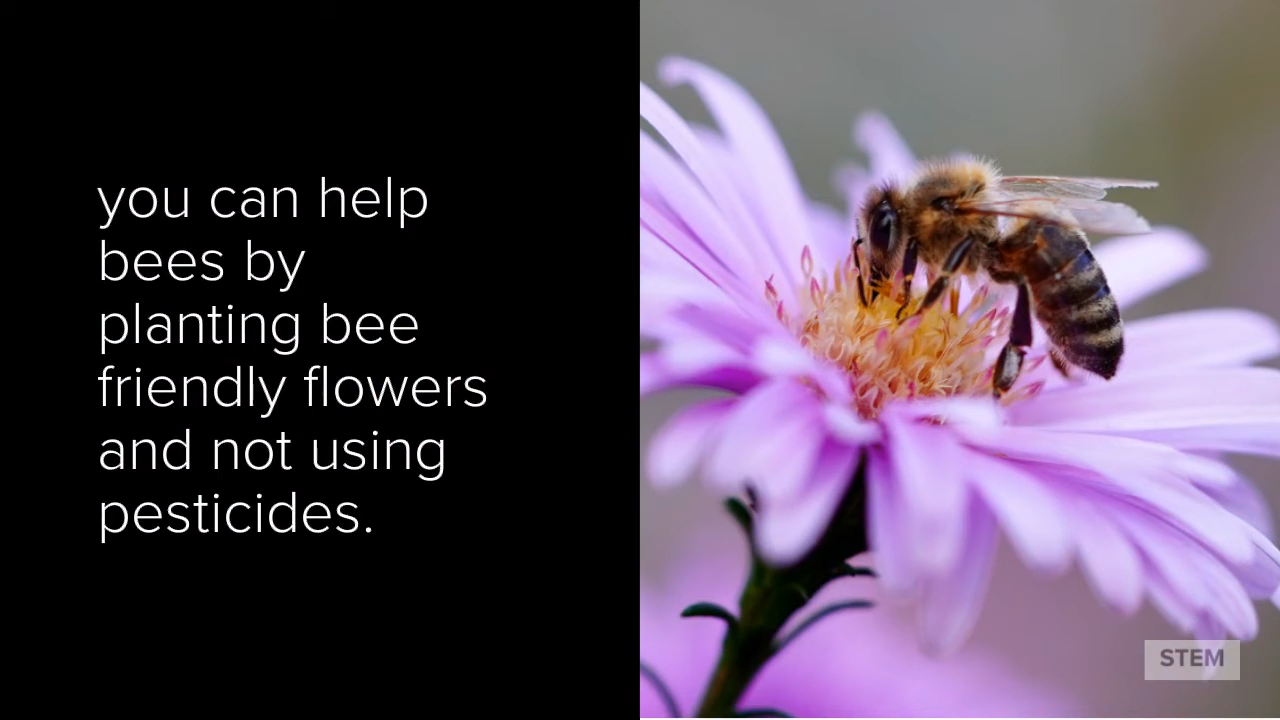 you can help
bees by
planting bee
friendly flowers
and not using
pesticides.
STEM